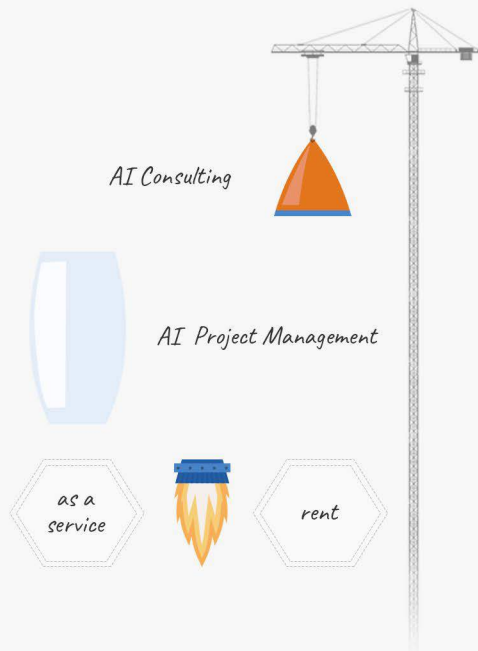 AI Consulting
AI Project Management
as a
service
rent